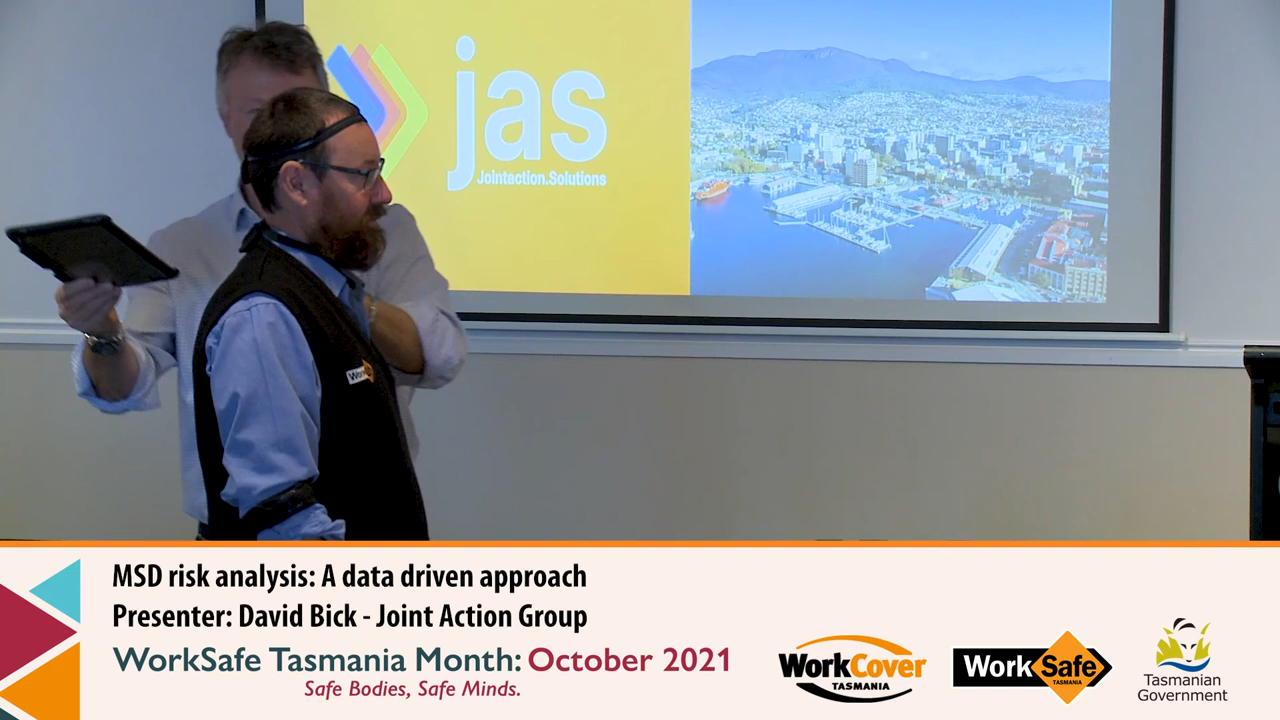 jas
Jointaction.Solutions
Work
MSD risk analysis: A data driven approach
Presenter: David Bick - Joint Action Group
WorkSafe Tasmania Month: October 2021
Safe Bodies, Safe Minds.
WorkCover
TASMANIA
WorkSafe
TASMANIA
Tasmanian
Government